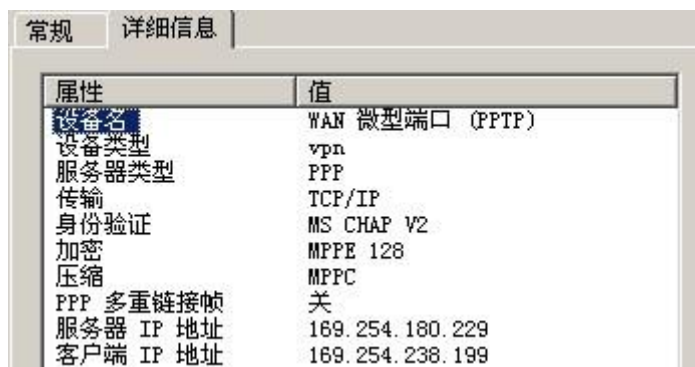 常规 详细信息
属性 值
设备名 WAN 微型端口 (PPTP)
设备类型 vpn
服务器类型 PPP
传输 TCP/IP
身份验证 MS CHAP V2
加密 MPPE 128
压缩 MPPC
PPP 多重链接帧 关
服务器 IP 地址 169.254.180.229
客户端 IP 地址 169.254.238.199